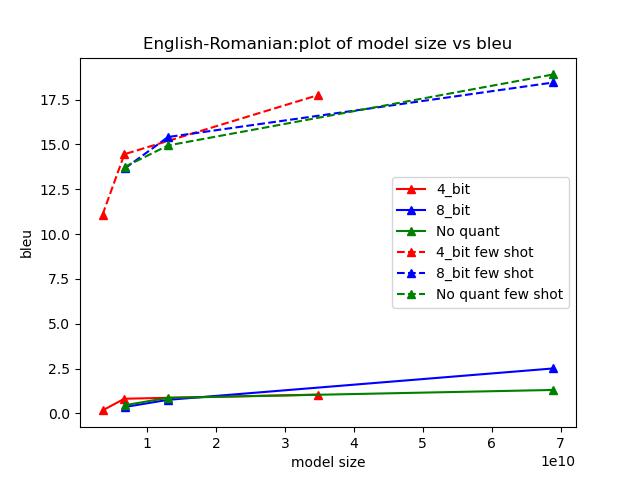 English-Romanian:plot of model size vs bleu
17.5
15.0
12.5
10.0
7.5
5.0
2.5
0.0
bleu
4_bit
8_bit
No quant
4_bit few shot
8_bit few shot
No quant few shot
1 2 3 4 5 6 7
1e10
model size